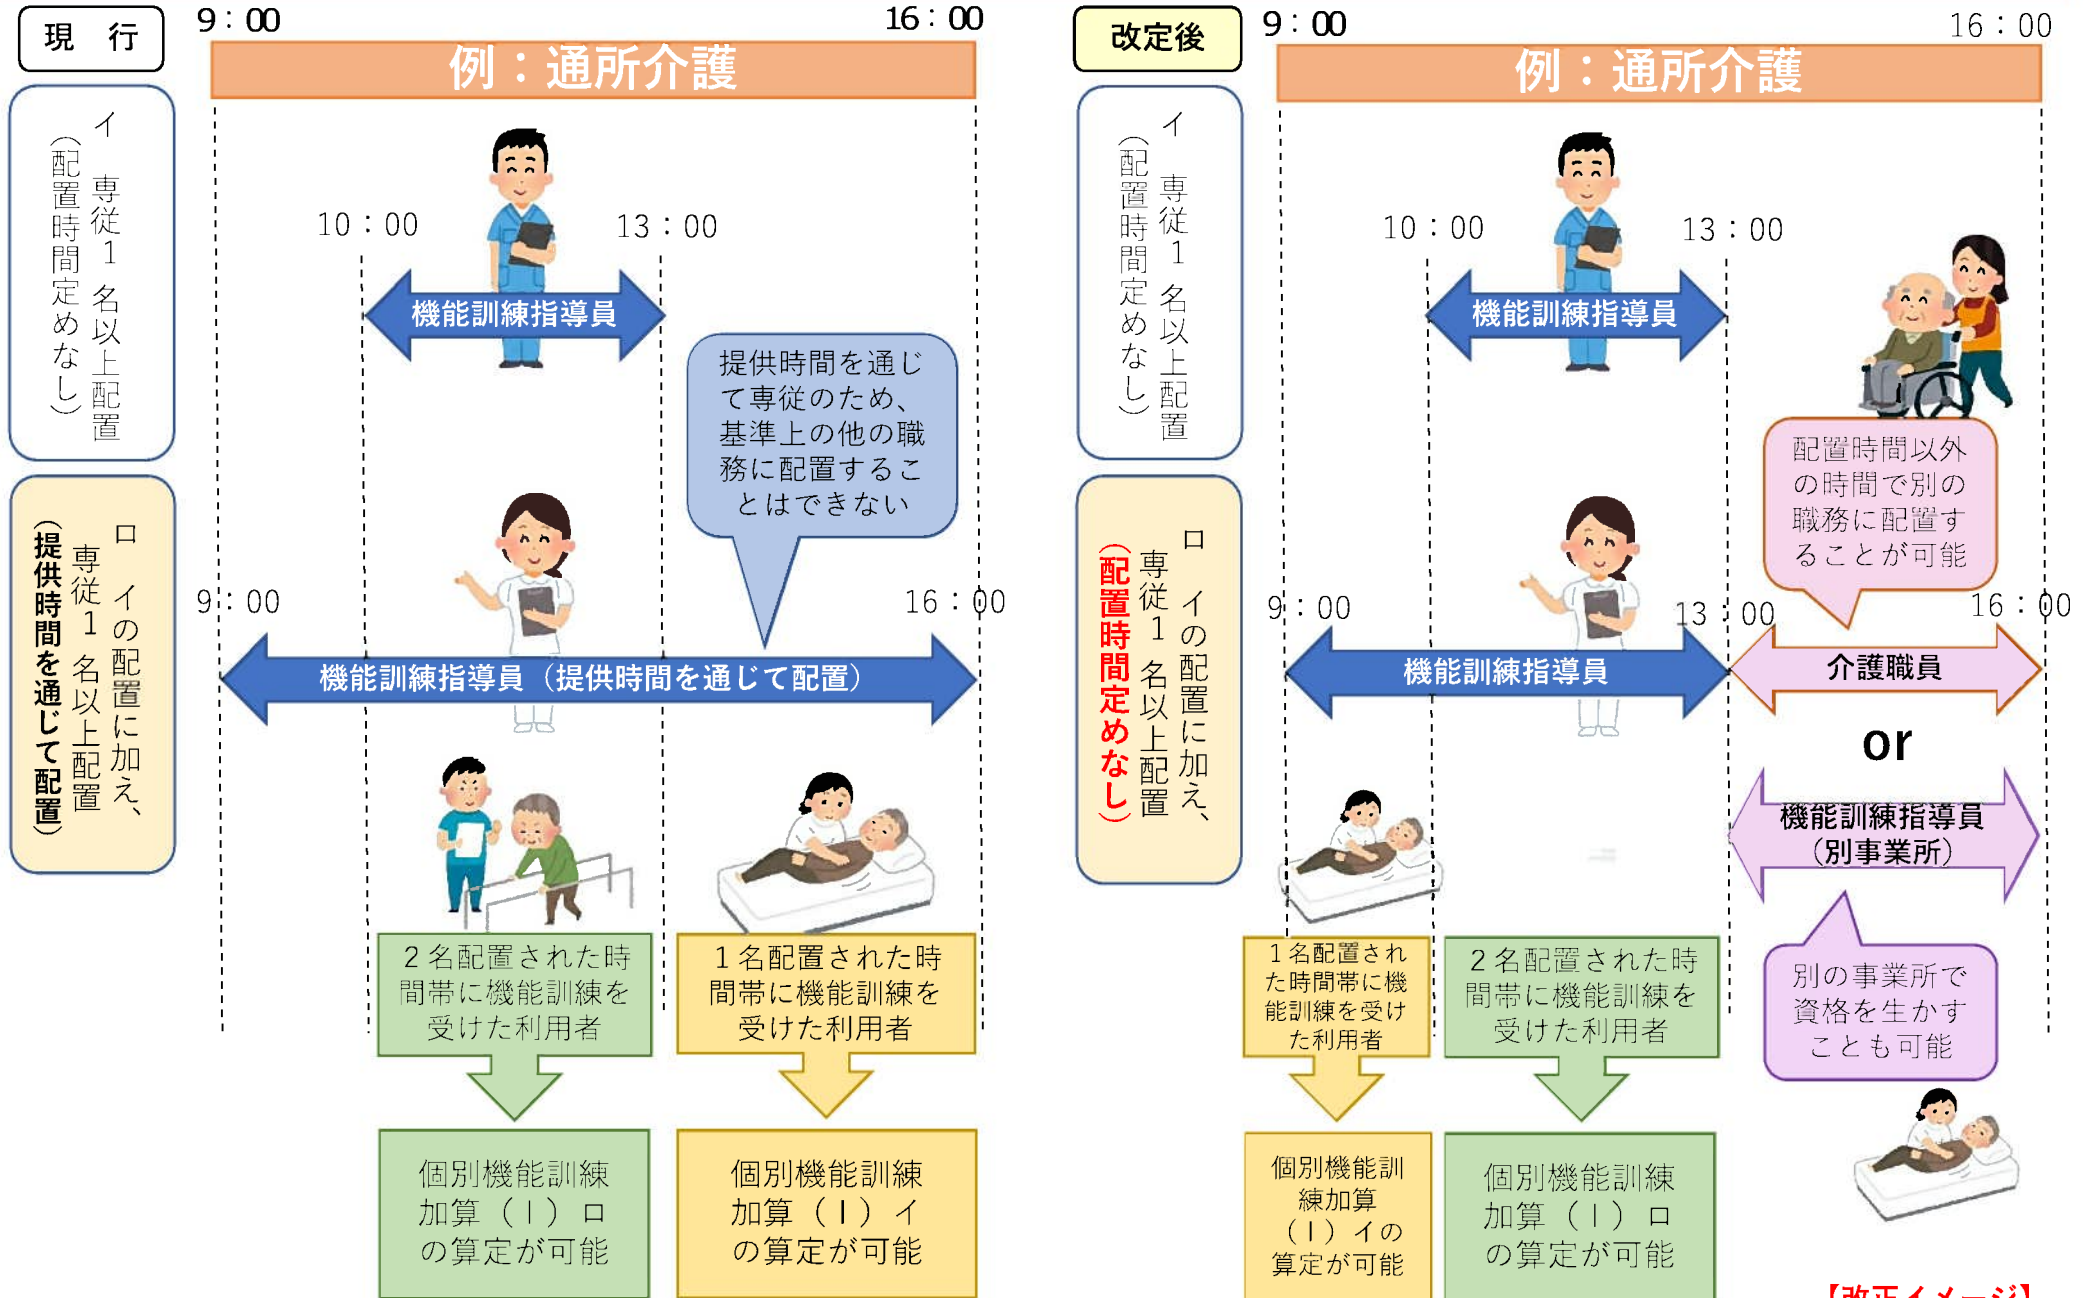 現　行
9：00
16：00
例：通所介護
イ　専従１名以上配置
（配置時間定めなし）
10：00
13：00
機能訓練指導員
提供時間を通じ
て専従のため、
基準上の他の職
務に配置するこ
とはできない
ロ　イの配置に加え、
専従１名以上配置
（提供時間を通じて配置）
9：00
16：00
機能訓練指導員（提供時間を通じて配置）
２名配置された時
間帯に機能訓練を
受けた利用者
１名配置された時
間帯に機能訓練を
受けた利用者
個別機能訓練
加算（Ⅰ）ロ
の算定が可能
個別機能訓練
加算（Ⅰ）イ
の算定が可能
改定後
9：00
16：00
例：通所介護
イ　専従１名以上配置
（配置時間定めなし）
10：00
13：00
機能訓練指導員
配置時間以外
の時間で別の
職務に配置す
ることが可能
ロ　イの配置に加え、
専従１名以上配置
（配置時間定めなし）
9：00
13：00
16：00
機能訓練指導員
介護職員
or
機能訓練指導員
（別事業所）
１名配置され
た時間帯に機
能訓練を受け
た利用者
２名配置された時
間帯に機能訓練を
受けた利用者
別の事業所で
資格を生かす
ことも可能
個別機能訓
練加算
（Ⅰ）イの
算定が可能
個別機能訓練
加算（Ⅰ）ロ
の算定が可能
【改正イメージ】